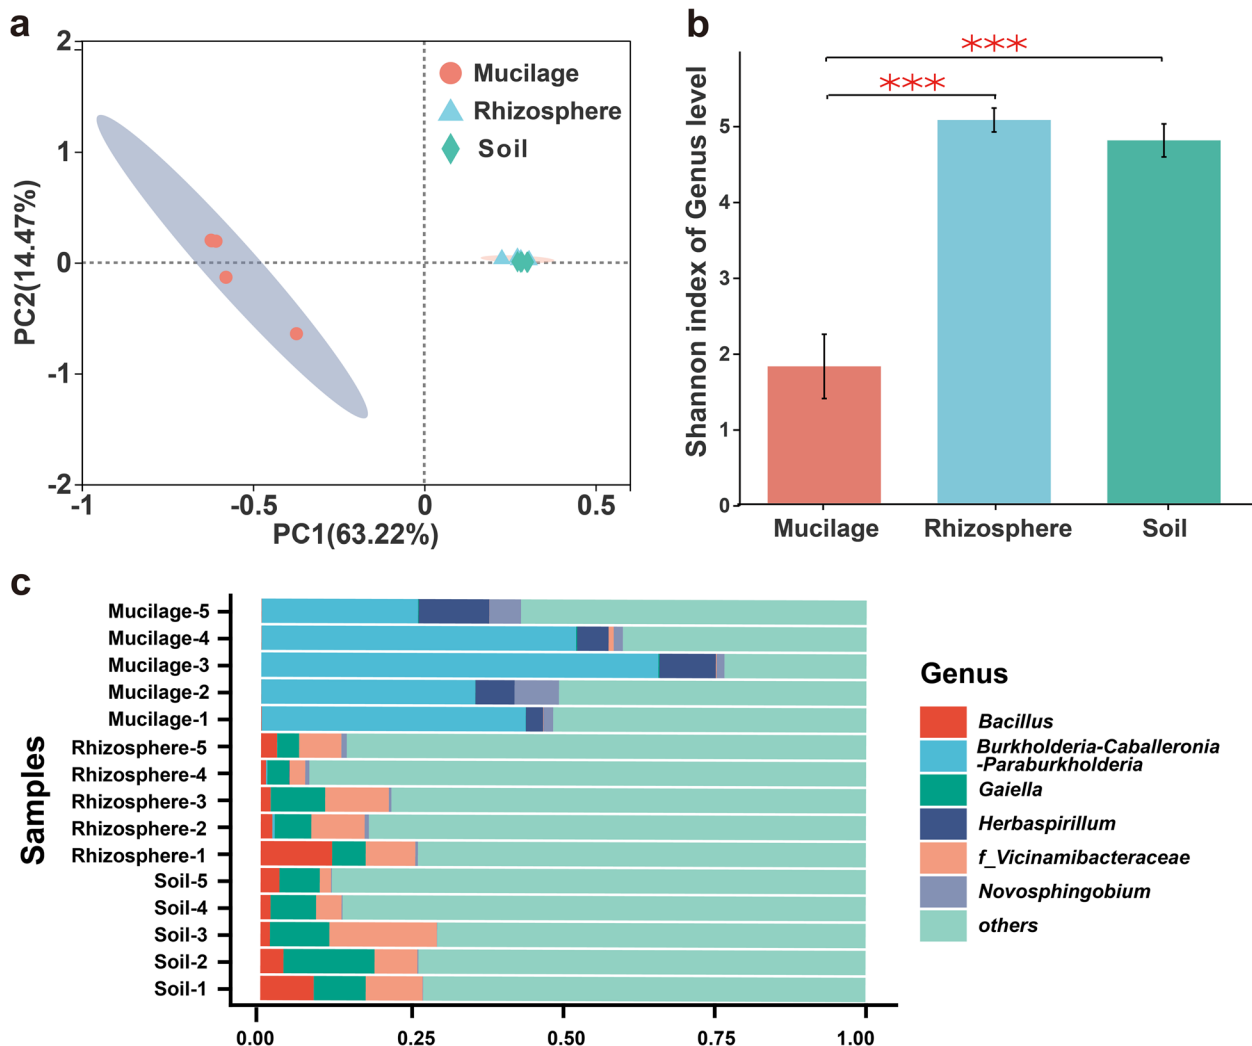 a
2
1
0
-1
-2
-1
-0.5
0
0.5
PC2(14.47%)
PC1(63.22%)
Mucilage
Rhizosphere
Soil
b
***
***
Shannon index of Genus level
5
4
3
2
1
0
Mucilage
Rhizosphere
Soil
c
Samples
Mucilage-5
Mucilage-4
Mucilage-3
Mucilage-2
Mucilage-1
Rhizosphere-5
Rhizosphere-4
Rhizosphere-3
Rhizosphere-2
Rhizosphere-1
Soil-5
Soil-4
Soil-3
Soil-2
Soil-1
0.00
0.25
0.50
0.75
1.00
Genus
Bacillus
Burkholderia-Caballeronia
-Paraburkholderia
Gaiella
Herbaspirillum
f_Vicinamibacteraceae
Novosphingobium
others